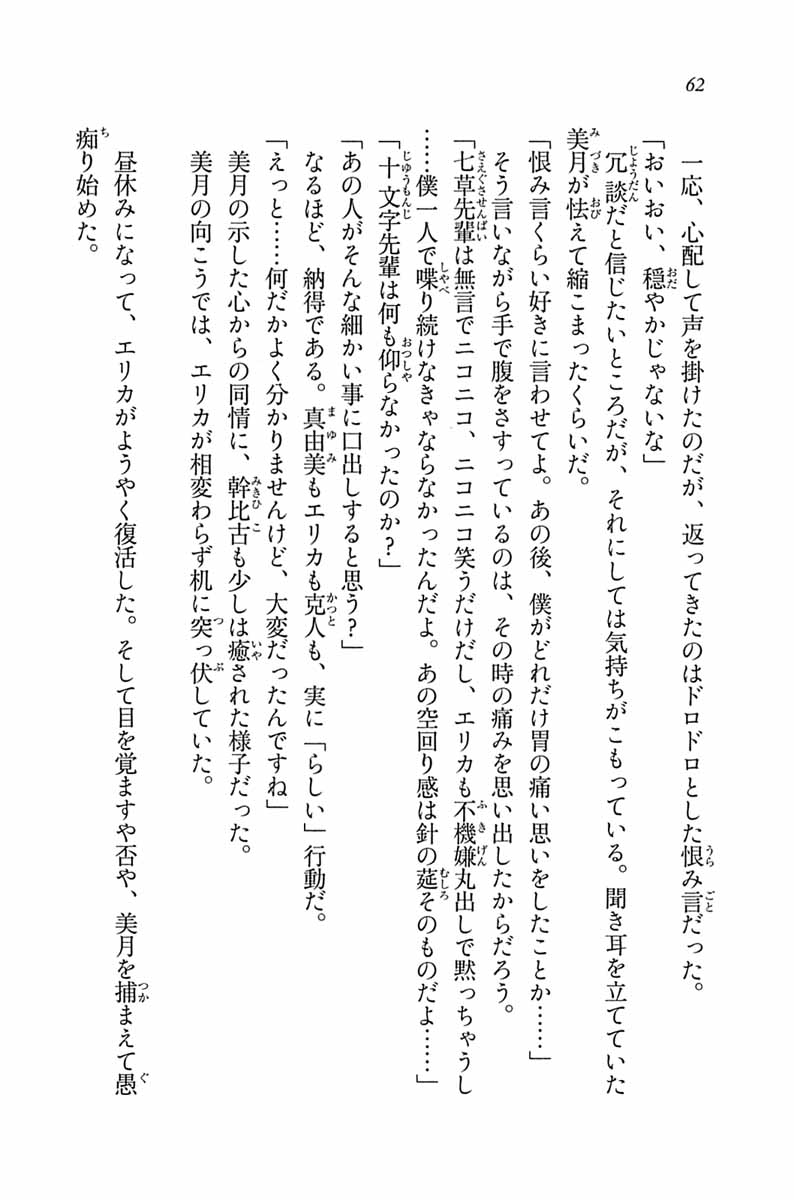 62
一応、心配して声を掛けたのだが、返ってきたのはドロドロとした恨み言だった。
「おいおい、穏やかじゃないな」
冗談だと信じたいところだが、それにしては気持ちがこもっている。聞き耳を立てていた
美月が怯えて縮こまったくらいだ。
「恨み言くらい好きに言わせてよ。あの後、僕がどれだけ胃の痛い思いをしたことか……」
そう言いながら手で腹をさすっているのは、その時の痛みを思い出したからだろう。
「七草先輩は無言でニコニコ、ニコニコ笑うだけだし、エリカも不機嫌丸出しで黙っちゃうし
……僕一人で喋り続けなきゃならなかったんだよ。あの空回り感は針の莚そのものだよ……」
「十文字先輩は何も仰らなかったのか？」
「あの人がそんな細かい事に口出しすると思う？」
なるほど、納得である。真由美もエリカも克人も、実に「らしい」行動だ。
「えっと……何だかよく分かりませんけど、大変だったんですね」
美月の示した心からの同情に、幹比古も少しは癒された様子だった。
美月の向こうでは、エリカが相変わらず机に突っ伏していた。
昼休みになって、エリカがようやく復活した。そして目を覚ますや否や、美月を捕まえて愚
痴り始めた。